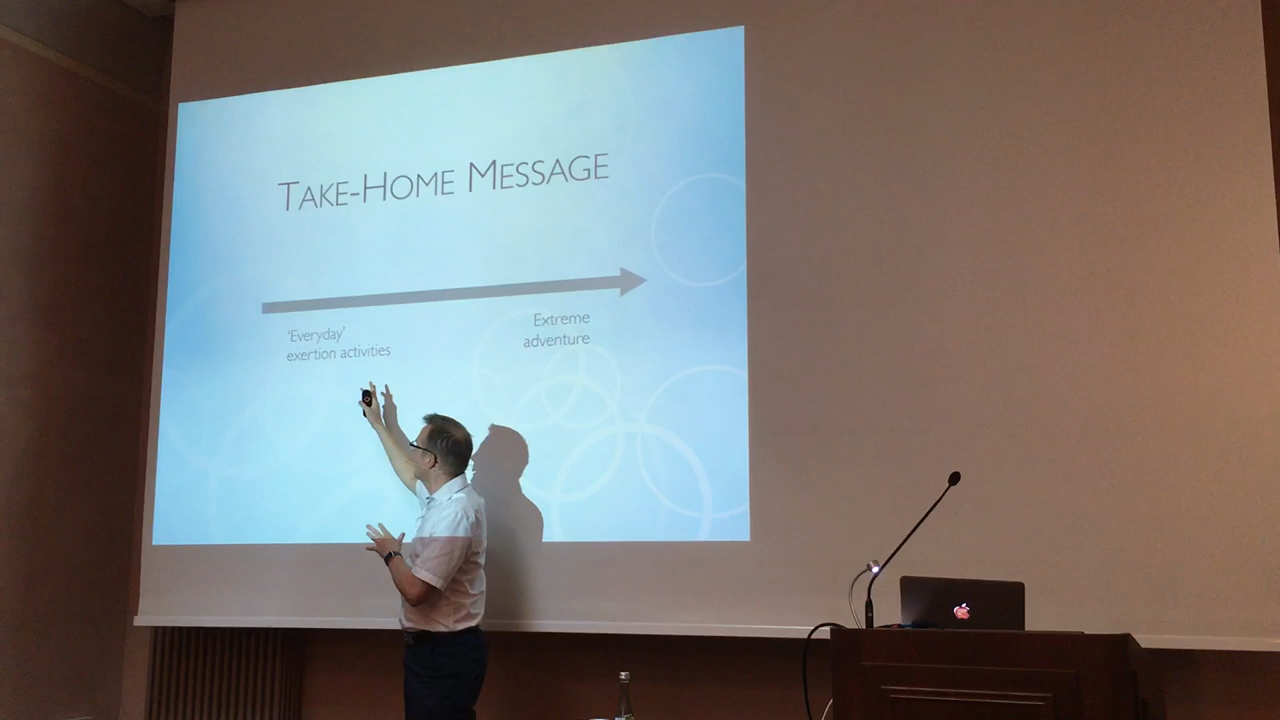 TAKE-HOME MESSAGE
'Everyday'
exertion activities
Extreme
adventure